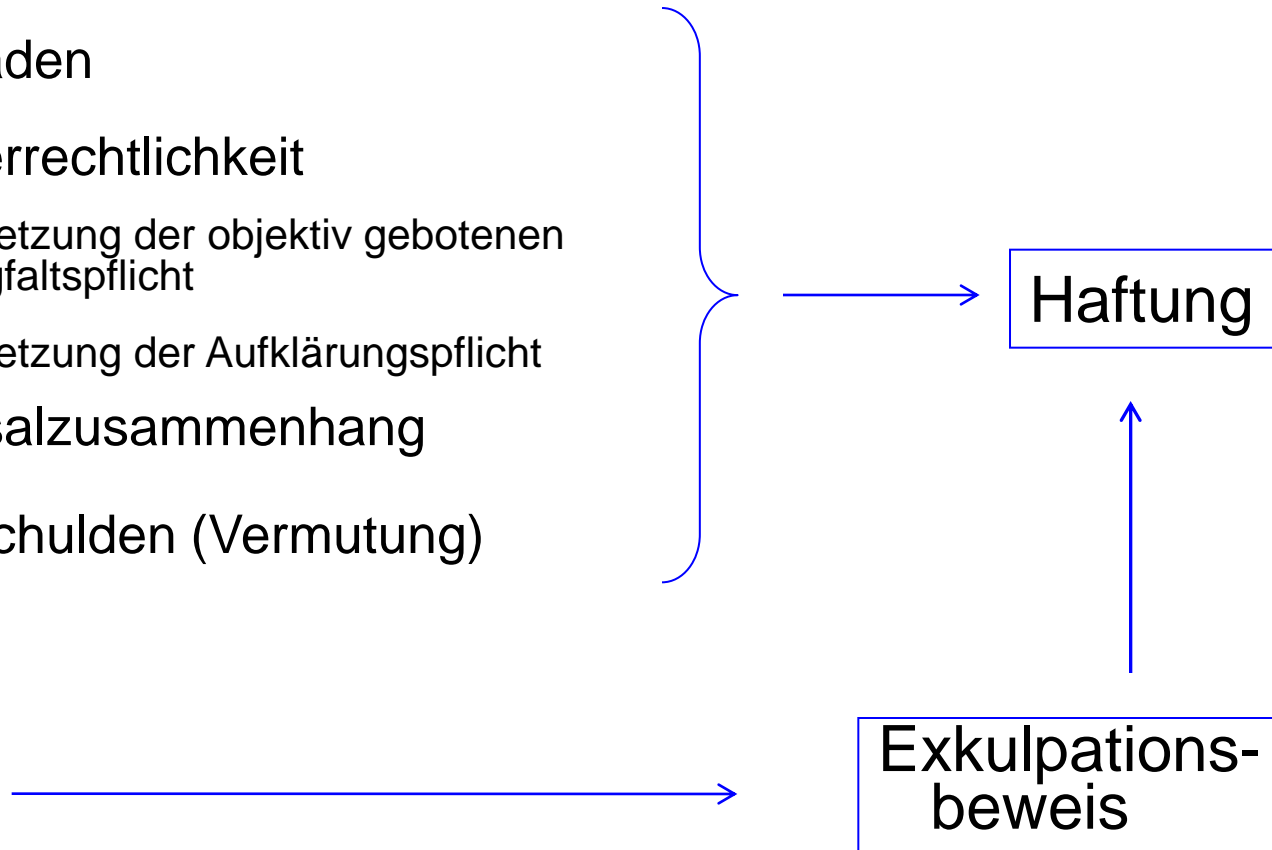 aden
errechtlichkeit
etzung der objektiv gebotenen
gfaltspflicht
etzung der Aufklärungspflicht
Haftung
salzusammenhang
chulden (Vermutung)
Exkulpations-
beweis